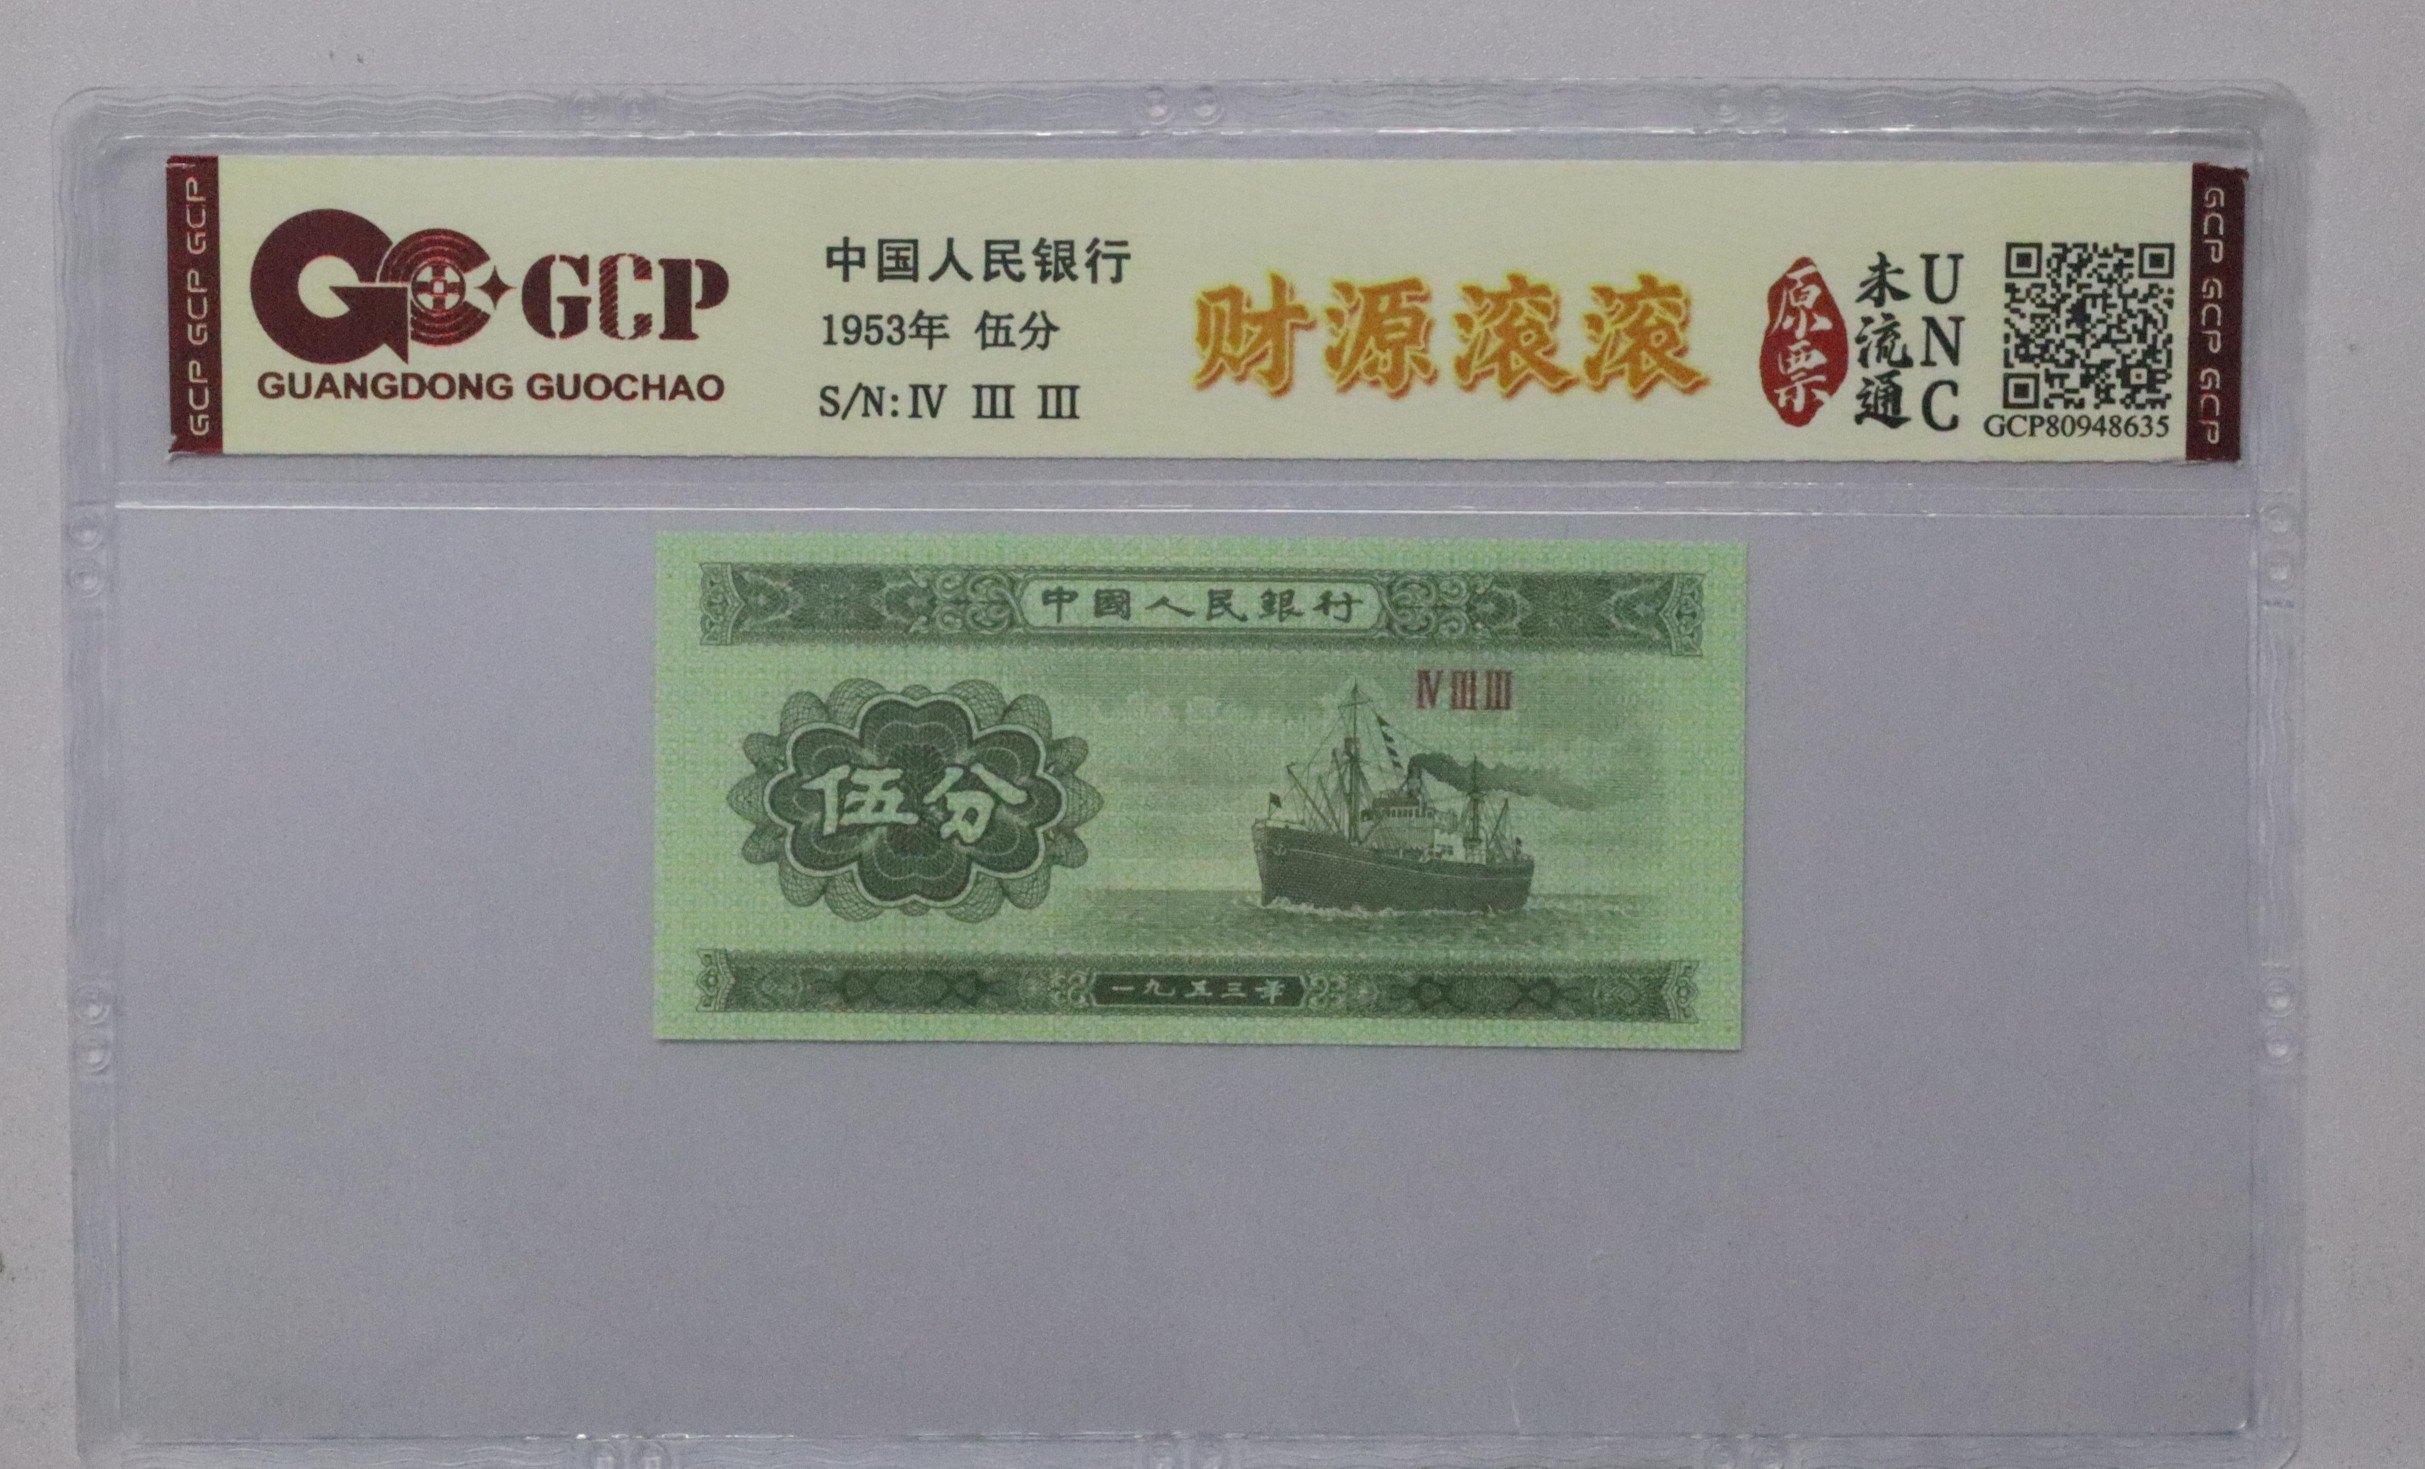 GCP GCP GCP
GCP
GUANGDONG GUOCHAO
中国人民银行
1953年 伍分
S/N:Ⅳ Ⅲ Ⅲ
财源滚滚
原票
未流通
UNC
GCP80948635
GCP GCP GCP
中國人民銀行
Ⅳ Ⅲ Ⅲ
伍分
一九五三年